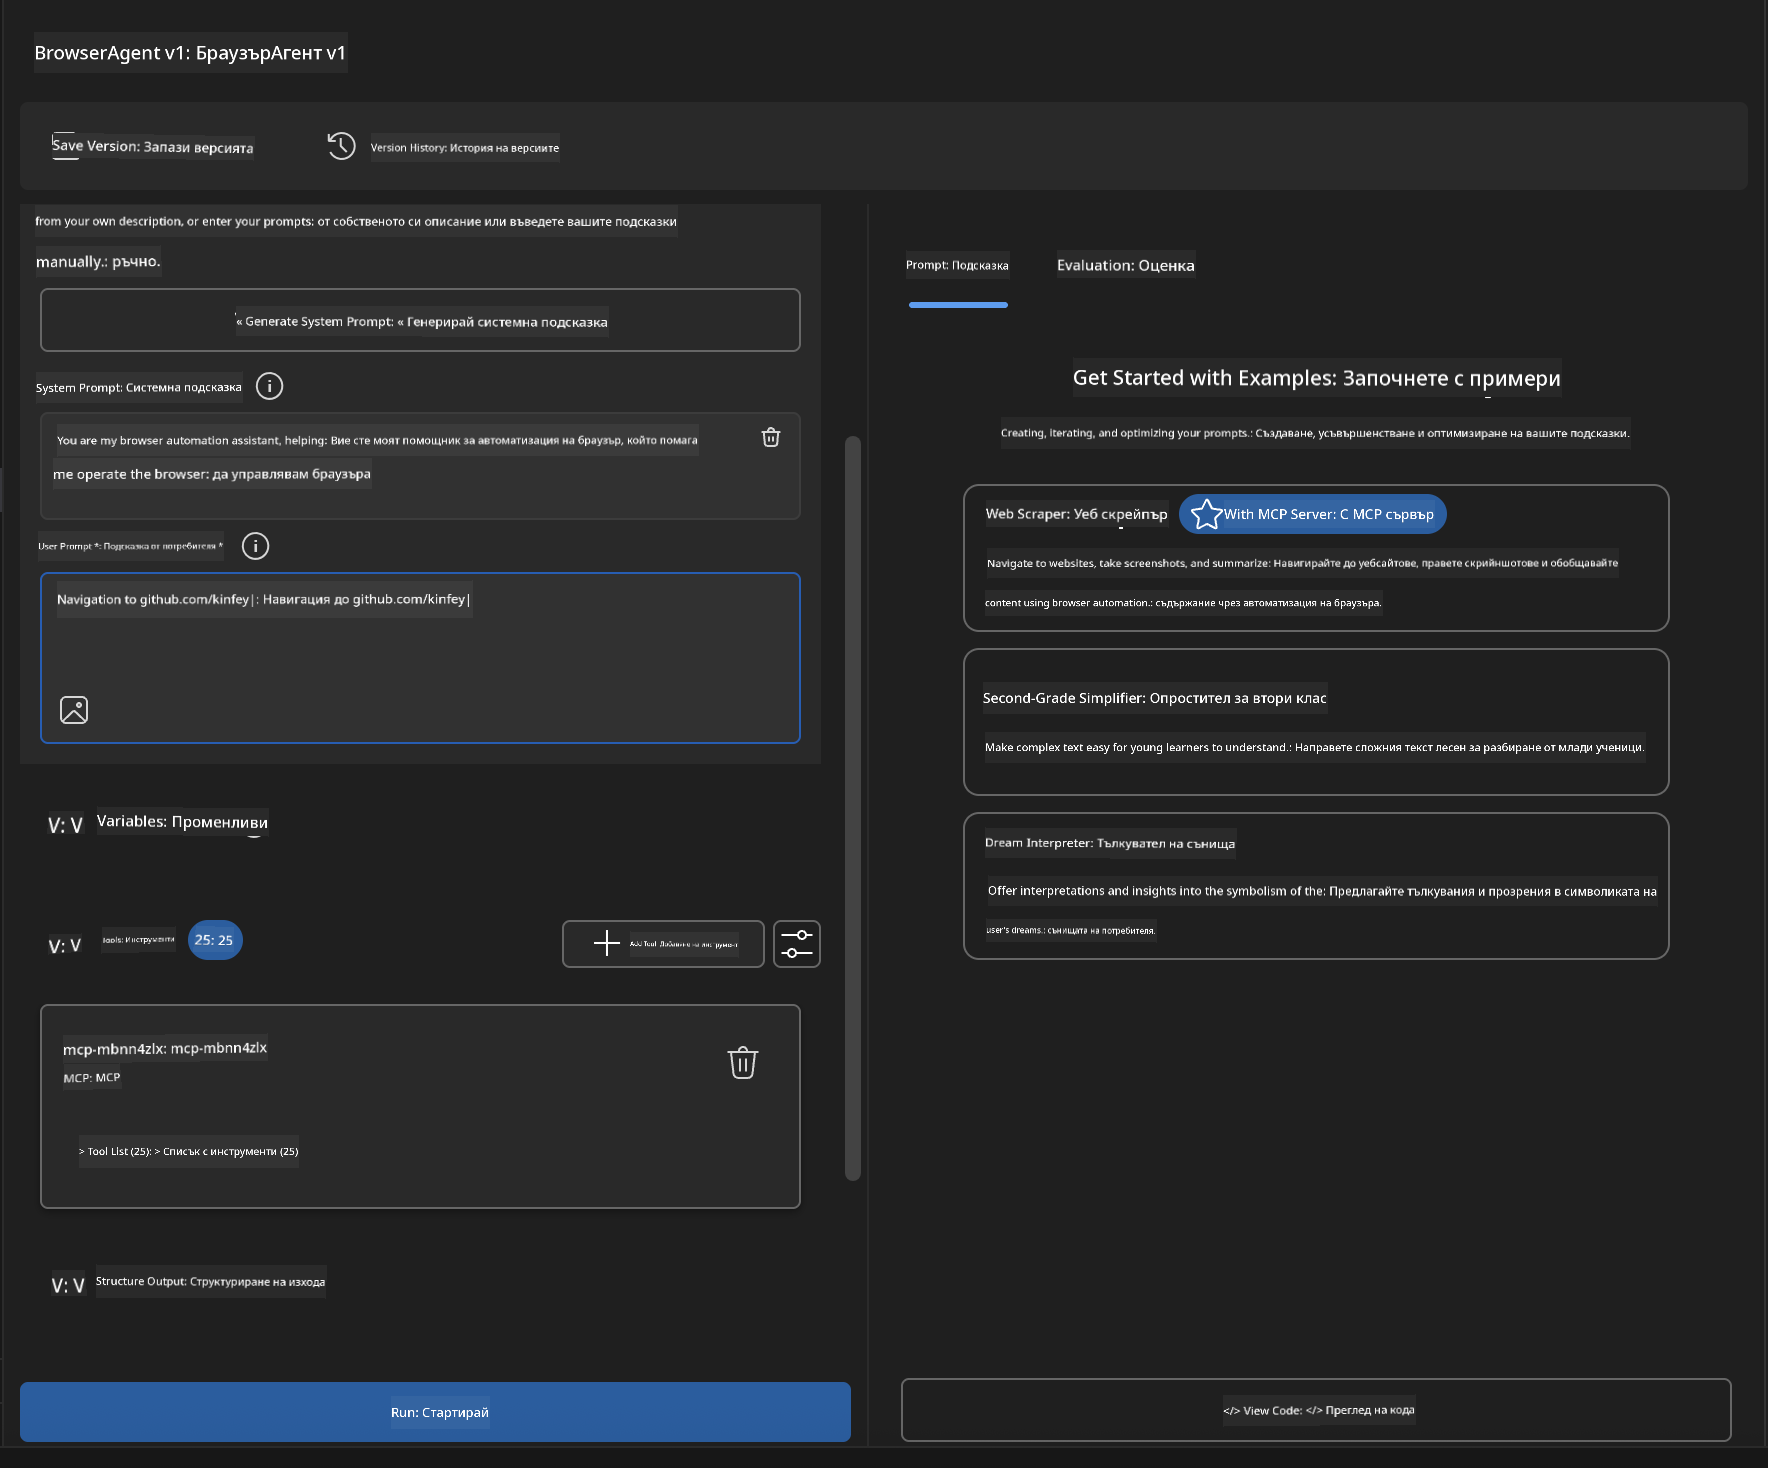 BrowserAgent v1: БраузърАгент v1
Save Version: Запази версията
Version History: История на версиите
from your own description, or enter your prompts: от собственото си описание или въведете вашите подсказки
manually.: ръчно.
« Generate System Prompt: « Генерирай системна подсказка
System Prompt: Системна подсказка
You are my browser automation assistant, helping: Вие сте моят помощник за автоматизация на браузър, който помага
me operate the browser: да управлявам браузъра
User Prompt *: Подсказка от потребителя *
Navigation to github.com/kinfey|: Навигация до github.com/kinfey|
V: V
Variables: Променливи
V: V
Tools: Инструменти
25: 25
Add Tool: Добавяне на инструмент
mcp-mbnn4zlx: mcp-mbnn4zlx
MCP: MCP
> Tool List (25): > Списък с инструменти (25)
V: V
Structure Output: Структуриране на изхода
Run: Стартирай
Prompt: Подсказка
Evaluation: Оценка
Get Started with Examples: Започнете с примери
Creating, iterating, and optimizing your prompts.: Създаване, усъвършенстване и оптимизиране на вашите подсказки.
Web Scraper: Уеб скрейпър
With MCP Server: С MCP сървър
Navigate to websites, take screenshots, and summarize: Навигирайте до уебсайтове, правете скрийншотове и обобщавайте
content using browser automation.: съдържание чрез автоматизация на браузъра.
Second-Grade Simplifier: Опростител за втори клас
Make complex text easy for young learners to understand.: Направете сложния текст лесен за разбиране от млади ученици.
Dream Interpreter: Тълкувател на сънища
Offer interpretations and insights into the symbolism of the: Предлагайте тълкувания и прозрения в символиката на
user's dreams.: сънищата на потребителя.
</> View Code: </> Преглед на кода